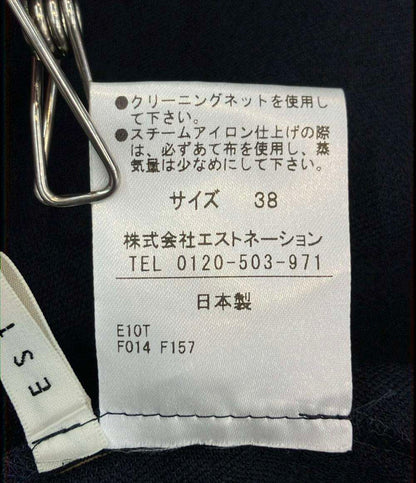 ●クリーニングネットを使用し
て下さい。
●スチームアイロン仕上げの際
は、必ずあて布を使用し、蒸
気量は少なめにして下さい。
サイズ 38
株式会社エストネーション
TEL 0120-503-971
日本製
E10T
F014 F157
EST